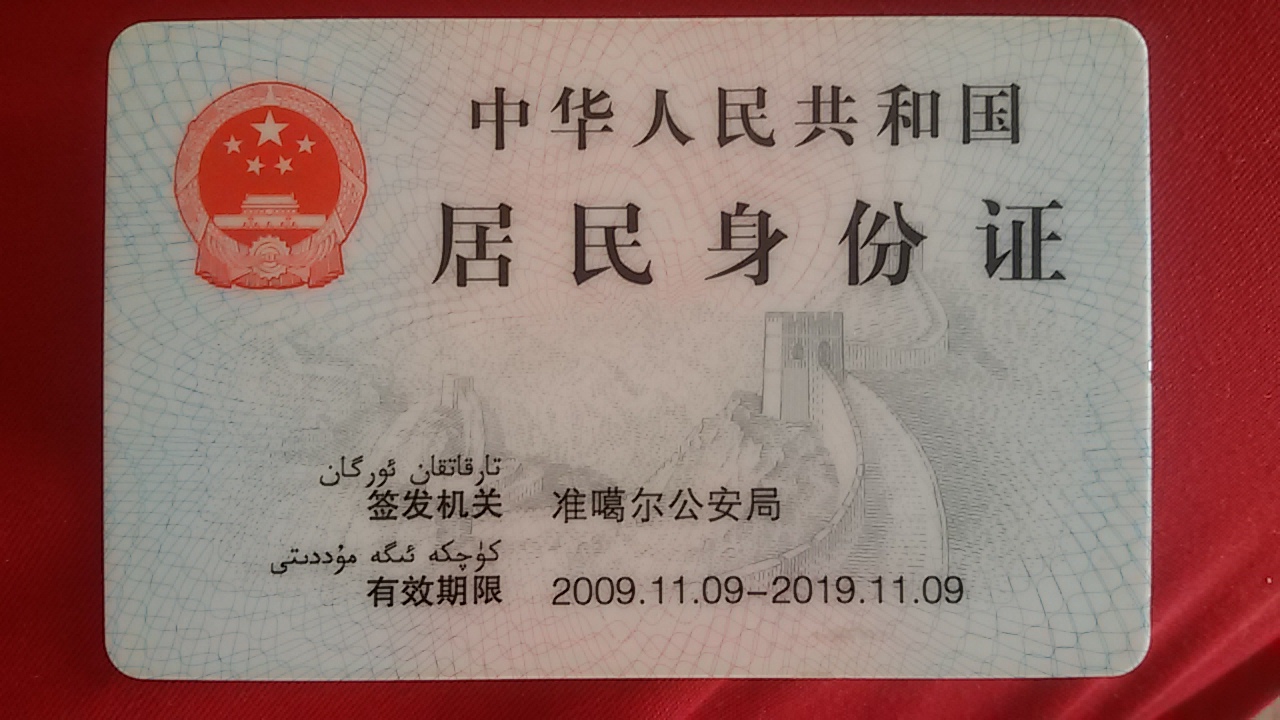 中华人民共和国
居民身份证
تارقاتقان ئورگان
签发机关 准噶尔公安局
كۈچكە ئىگە مۇددىتى
有效期限 2009.11.09-2019.11.09